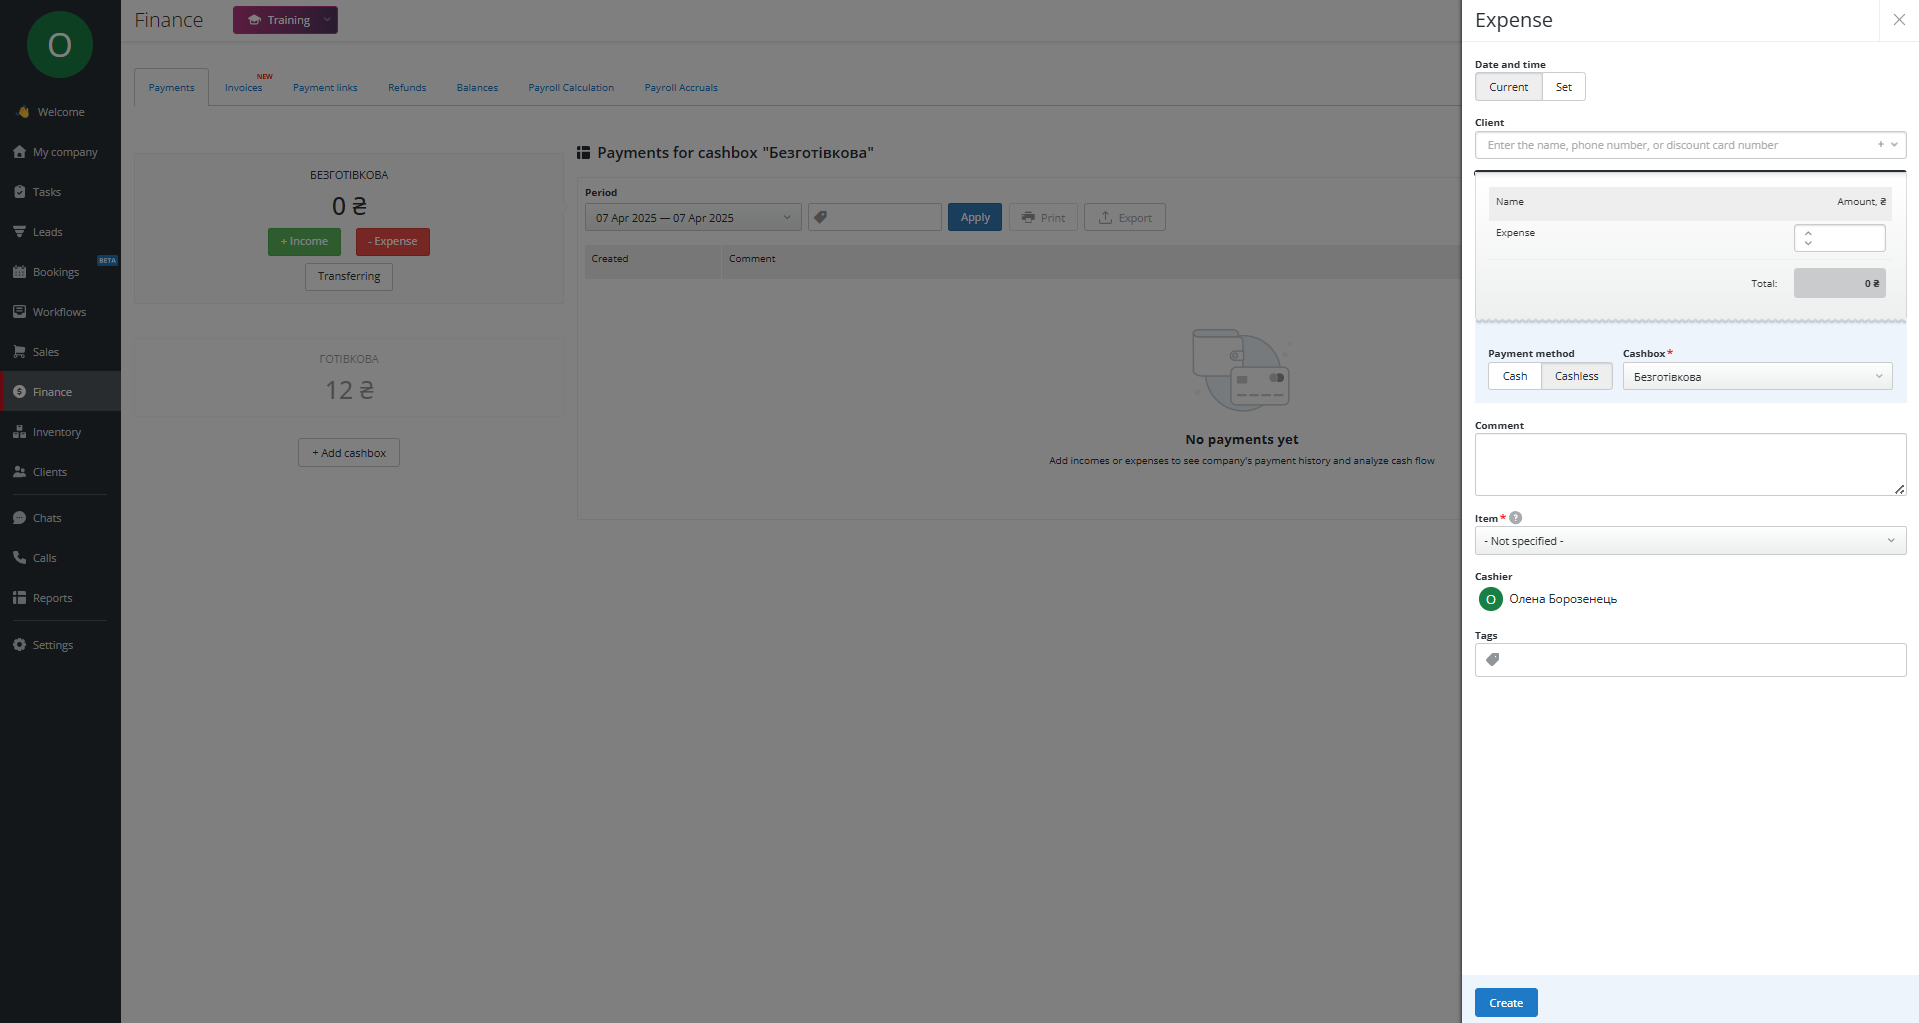 O
Welcome
My company
Tasks
Leads
BETA
Bookings
Workflows
Sales
Finance
Inventory
Clients
Chats
Calls
Reports
Settings
Finance
Training
Payments
Invoices
NEW
Payment links
Refunds
Balances
Payroll Calculation
Payroll Accruals
БЕЗГОТІВКОВА
0 ₴
+ Income
- Expense
Transferring
ГОТІВКОВА
12 ₴
+ Add cashbox
Payments for cashbox "Безготівкова"
Period
07 Apr 2025 — 07 Apr 2025
Apply
Print
Export
Created
Comment
No payments yet
Add incomes or expenses to see company's payment history and analyze cash flow
Expense
Date and time
Current
Set
Client
Enter the name, phone number, or discount card number
+
Name
Amount, ₴
Expense
Total:
0 ₴
Payment method
Cashbox*
Cash
Cashless
Безготівкова
Comment
Item* ?
- Not specified -
Cashier
O
Олена Борозенець
Tags
Create